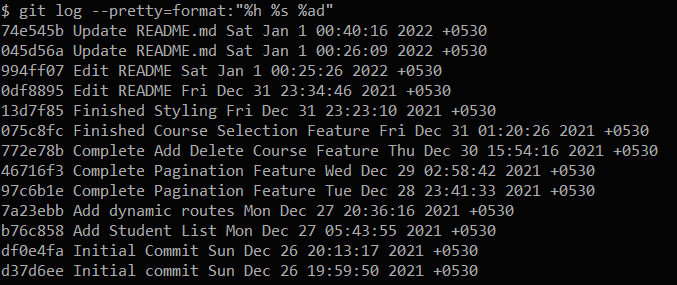 $ git log --pretty=format:"%h %s %ad"
74e545b Update README.md Sat Jan 1 00:40:16 2022 +0530
045d56a Update README.md Sat Jan 1 00:26:09 2022 +0530
994ff07 Edit README Sat Jan 1 00:25:26 2022 +0530
0df8895 Edit README Fri Dec 31 23:34:46 2021 +0530
13d7f85 Finished Styling Fri Dec 31 23:23:10 2021 +0530
075c8fc Finished Course Selection Feature Fri Dec 31 01:20:26 2021 +0530
772e78b Complete Add Delete Course Feature Thu Dec 30 15:54:16 2021 +0530
46716f3 Complete Pagination Feature Wed Dec 29 02:58:42 2021 +0530
97c6b1e Complete Pagination Feature Tue Dec 28 23:41:33 2021 +0530
7a23ebb Add dynamic routes Mon Dec 27 20:36:16 2021 +0530
b76c858 Add Student List Mon Dec 27 05:43:55 2021 +0530
df0e4fa Initial Commit Sun Dec 26 20:13:17 2021 +0530
d37d6ee Initial commit Sun Dec 26 19:59:50 2021 +0530